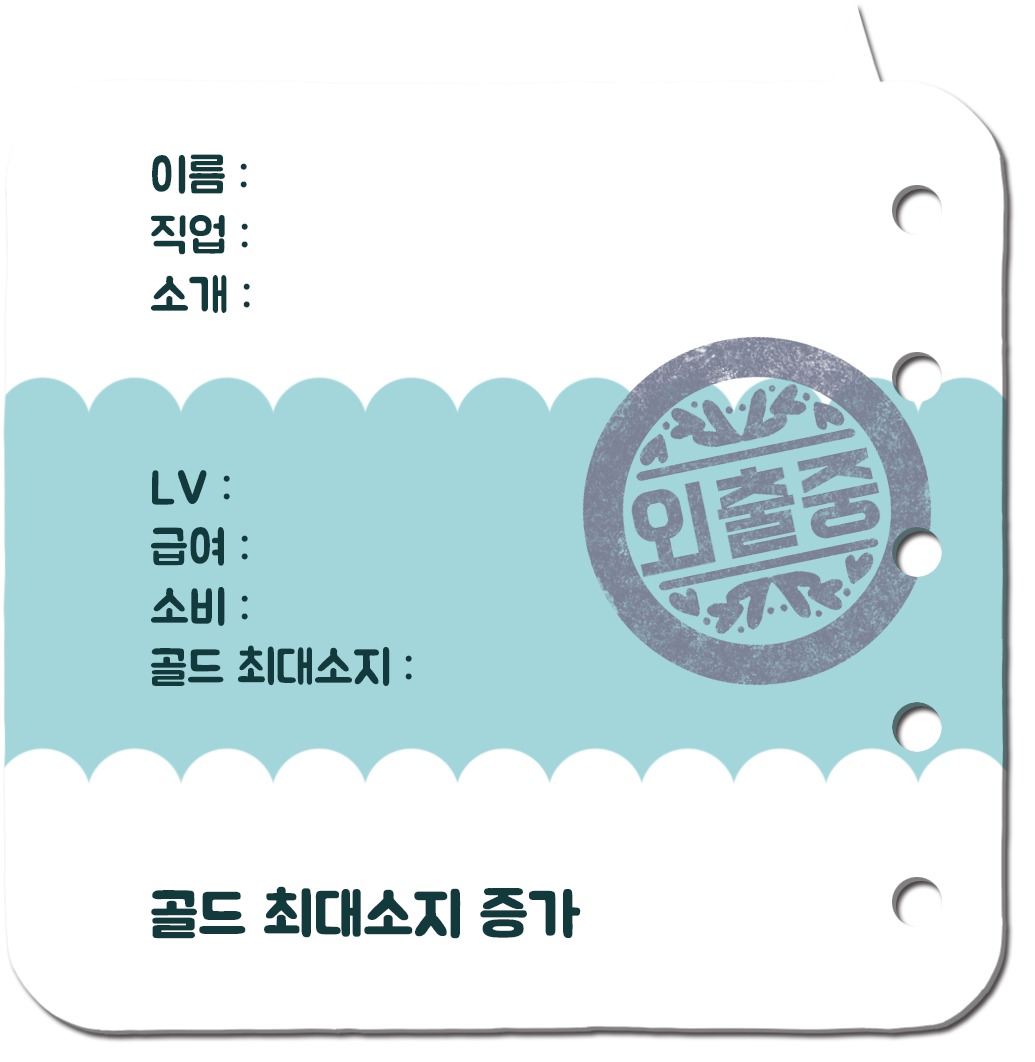 이름 :
직업 :
소개 :
LV :
급여 :
소비 :
골드 최대소지 :
외출중
골드 최대소지 증가